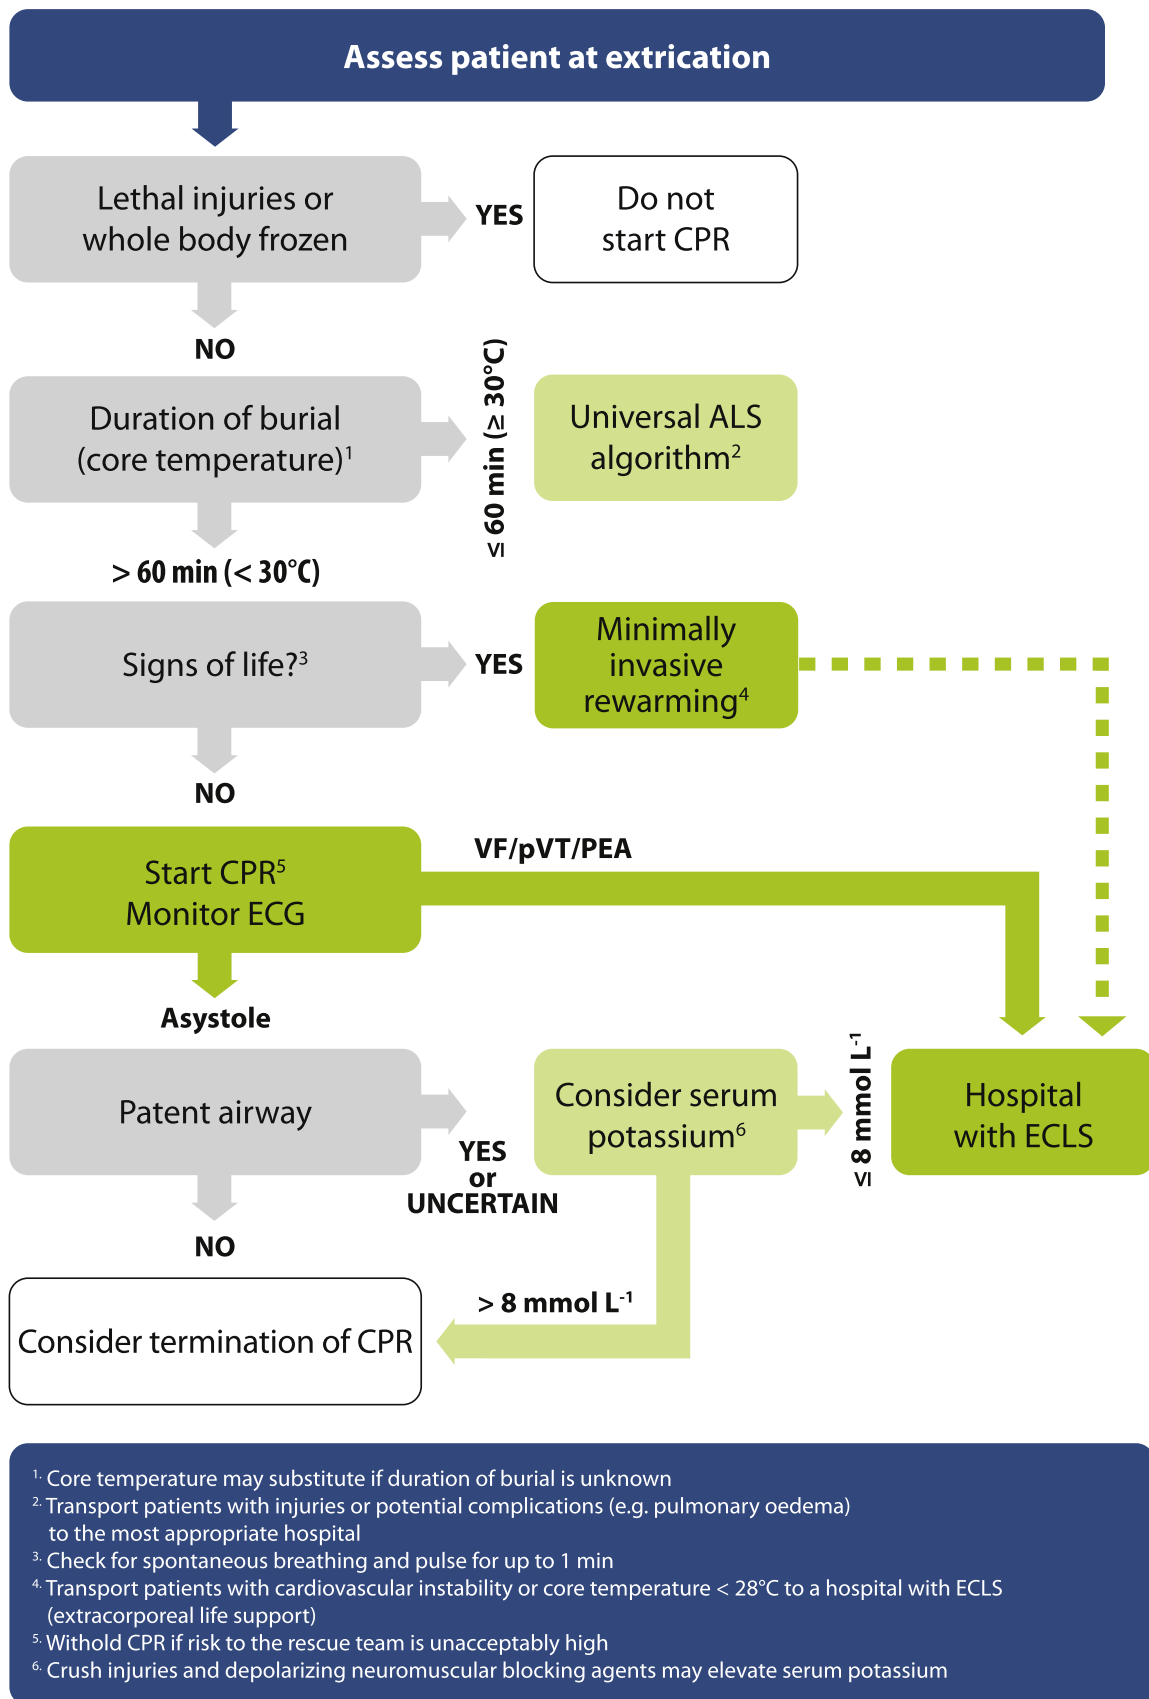 Assess patient at extrication
Lethal injuries or
whole body frozen
YES
Do not
start CPR
NO
Duration of burial
(core temperature)¹
≤ 60 min (≥ 30°C)
Universal ALS
algorithm²
> 60 min (< 30°C)
Signs of life?³
YES
Minimally
invasive
rewarming⁴
NO
Start CPR⁵
Monitor ECG
VF/pVT/PEA
Asystole
Patent airway
YES
or
UNCERTAIN
Consider serum
potassium⁶
≤ 8 mmol L⁻¹
Hospital
with ECLS
NO
> 8 mmol L⁻¹
Consider termination of CPR
¹· Core temperature may substitute if duration of burial is unknown
²· Transport patients with injuries or potential complications (e.g. pulmonary oedema)
to the most appropriate hospital
³· Check for spontaneous breathing and pulse for up to 1 min
⁴· Transport patients with cardiovascular instability or core temperature < 28°C to a hospital with ECLS
(extracorporeal life support)
⁵· Withold CPR if risk to the rescue team is unacceptably high
⁶· Crush injuries and depolarizing neuromuscular blocking agents may elevate serum potassium